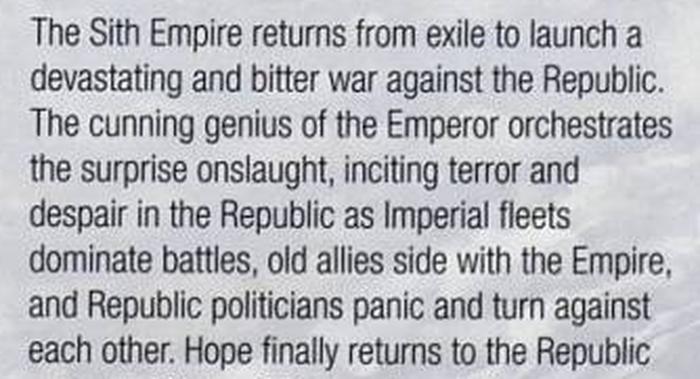 The Sith Empire returns from exile to launch a
devastating and bitter war against the Republic.
The cunning genius of the Emperor orchestrates
the surprise onslaught, inciting terror and
despair in the Republic as Imperial fleets
dominate battles, old allies side with the Empire,
and Republic politicians panic and turn against
each other. Hope finally returns to the Republic